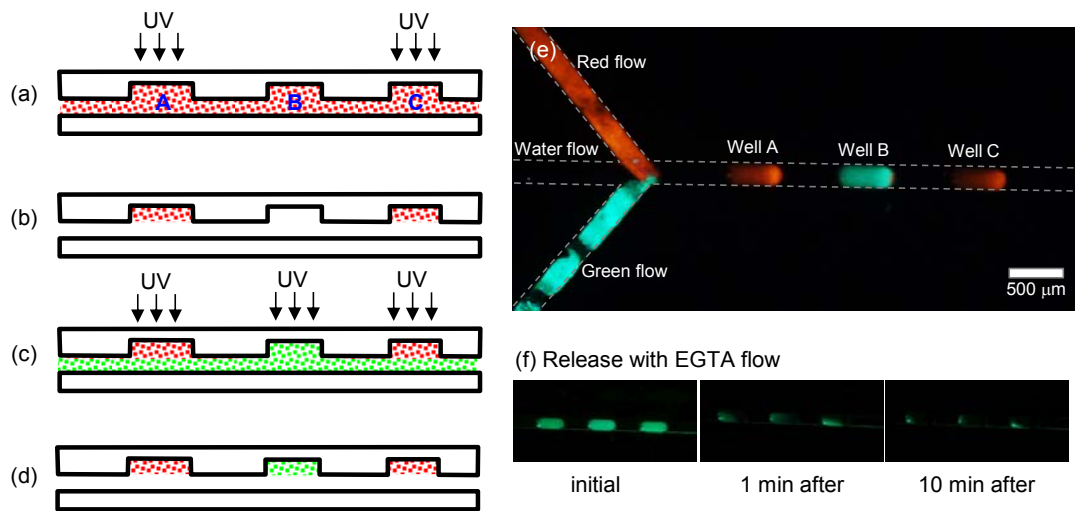 UV
UV
(a)
A
B
C
(b)
UV
UV
UV
(c)
(d)
(e)
Red flow
Water flow
Well A
Well B
Well C
Green flow
500 µm
(f) Release with EGTA flow
initial
1 min after
10 min after